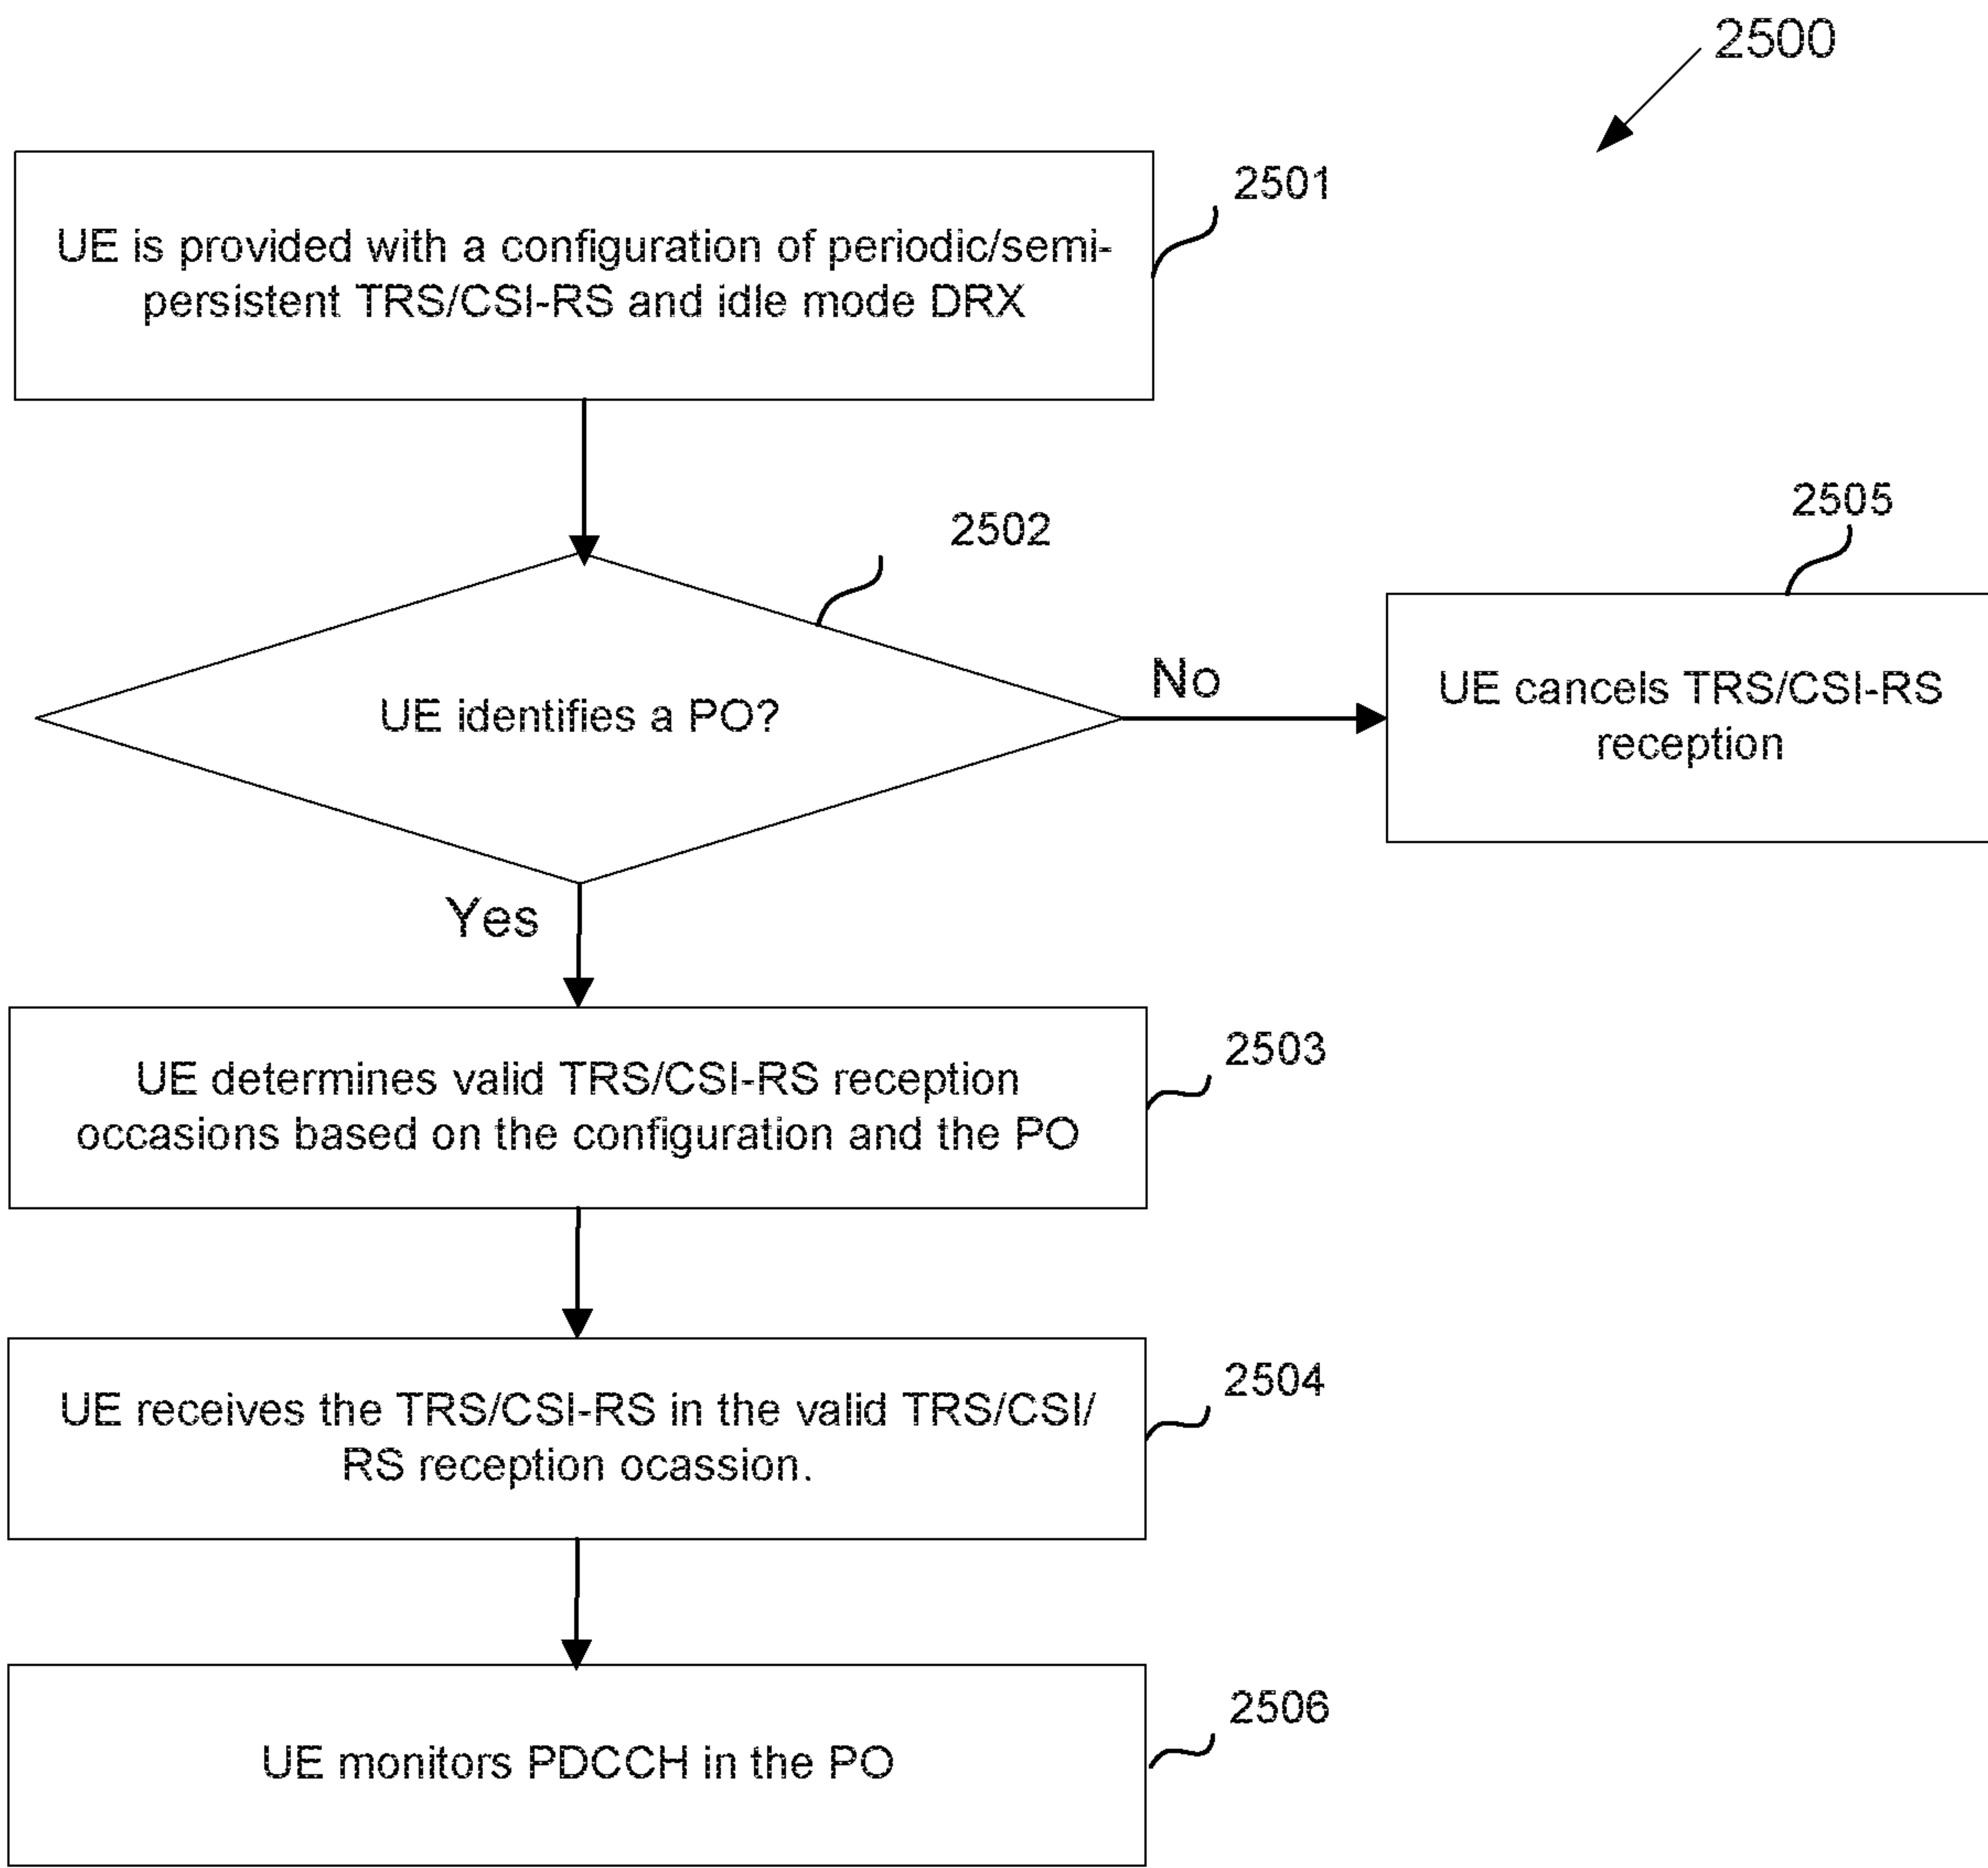 2500
2501
UE is provided with a configuration of periodic/semi-
persistent TRS/CSI-RS and idle mode DRX
2502
2505
UE identifies a PO?
No
UE cancels TRS/CSI-RS
reception
Yes
2503
UE determines valid TRS/CSI-RS reception
occasions based on the configuration and the PO
2504
UE receives the TRS/CSI-RS in the valid TRS/CSI/
RS reception ocassion.
2506
UE monitors PDCCH in the PO